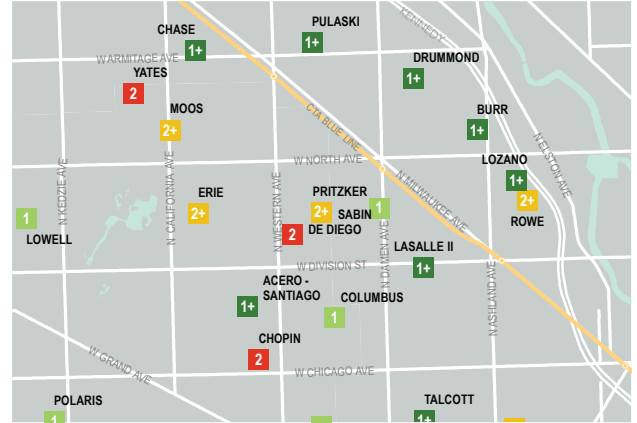 PULASKI
KENNEDY
CHASE
1+
1+
W ARMITAGE AVE
DRUMMOND
YATES
1+
2
MOOS
CTA BLUE LINE
BURR
2+
1+
N ELSTON AVE
W NORTH AVE
LOZANO
1+
N KEDZIE AVE
N CALIFORNIA AVE
N WESTERN AVE
N MILWAUKEE AVE
ERIE
PRITZKER
2+
2+
SABIN
1
2+
ROWE
1
LOWELL
2
DE DIEGO
N DAMEN AVE
LASALLE II
W DIVISION ST
1+
N ASHLAND AVE
ACERO -
SANTIAGO
1+
COLUMBUS
1
CHOPIN
2
W GRAND AVE
W CHICAGO AVE
POLARIS
1
TALCOTT
1+